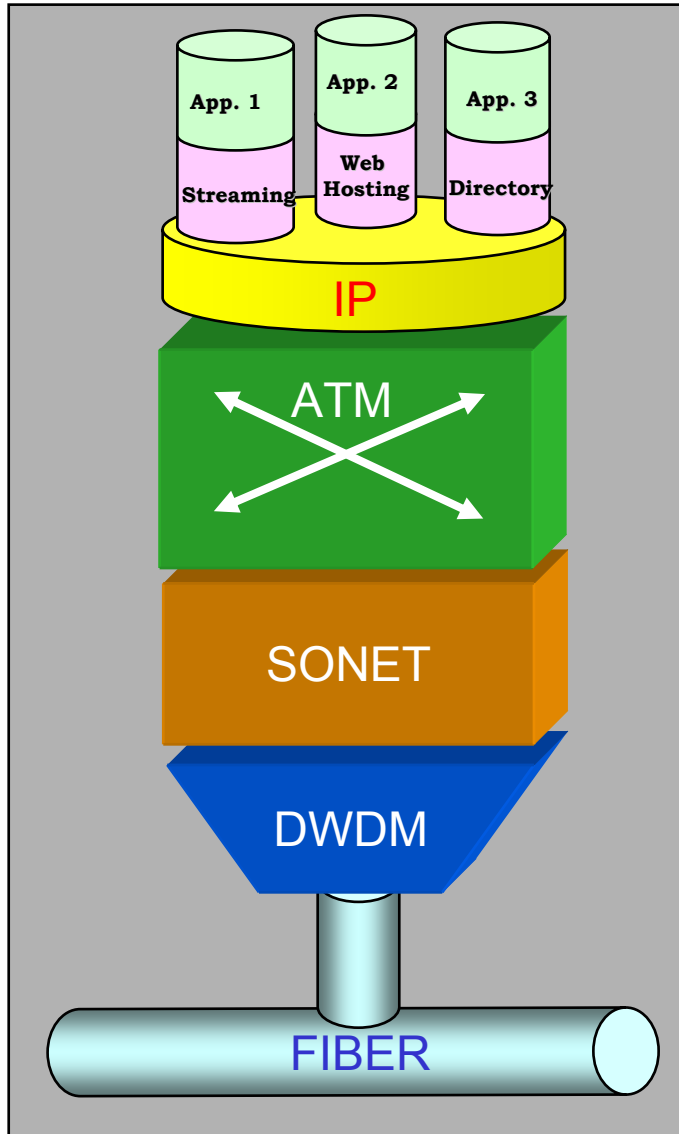 App. 1
App. 2
App. 3
Streaming
Web
Hosting
Directory
IP
ATM
SONET
DWDM
FIBER